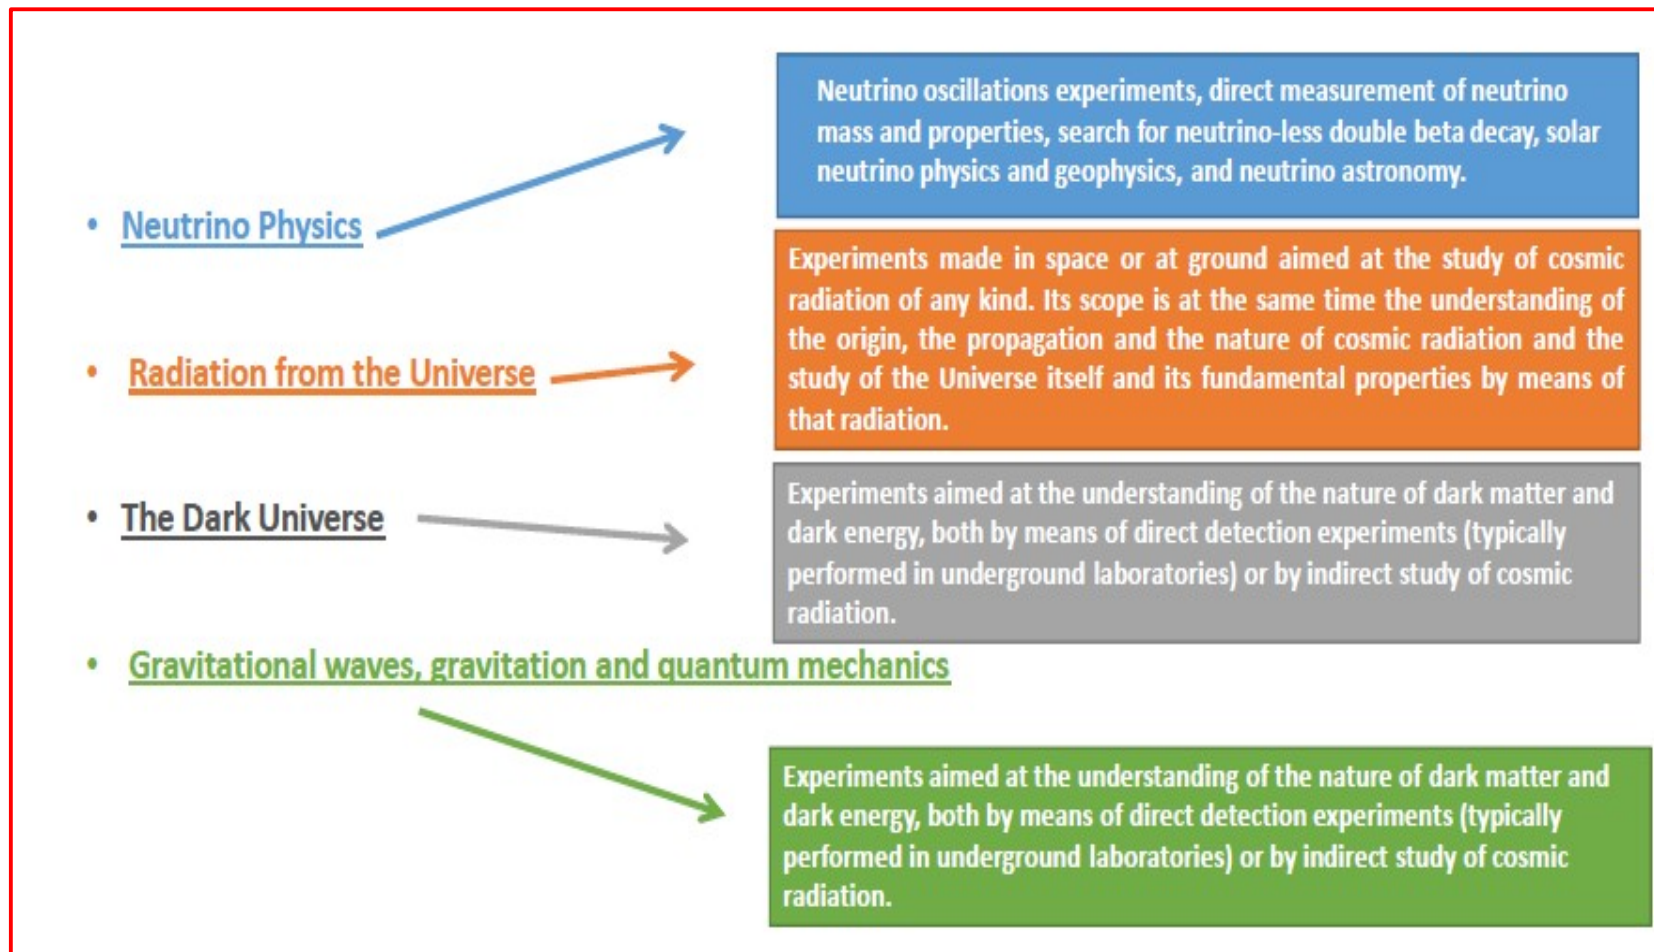 • Neutrino Physics
Neutrino oscillations experiments, direct measurement of neutrino
mass and properties, search for neutrino-less double beta decay, solar
neutrino physics and geophysics, and neutrino astronomy.
• Radiation from the Universe
Experiments made in space or at ground aimed at the study of cosmic
radiation of any kind. Its scope is at the same time the understanding of
the origin, the propagation and the nature of cosmic radiation and the
study of the Universe itself and its fundamental properties by means of
that radiation.
• The Dark Universe
Experiments aimed at the understanding of the nature of dark matter and
dark energy, both by means of direct detection experiments (typically
performed in underground laboratories) or by indirect study of cosmic
radiation.
• Gravitational waves, gravitation and quantum mechanics
Experiments aimed at the understanding of the nature of dark matter and
dark energy, both by means of direct detection experiments (typically
performed in underground laboratories) or by indirect study of cosmic
radiation.